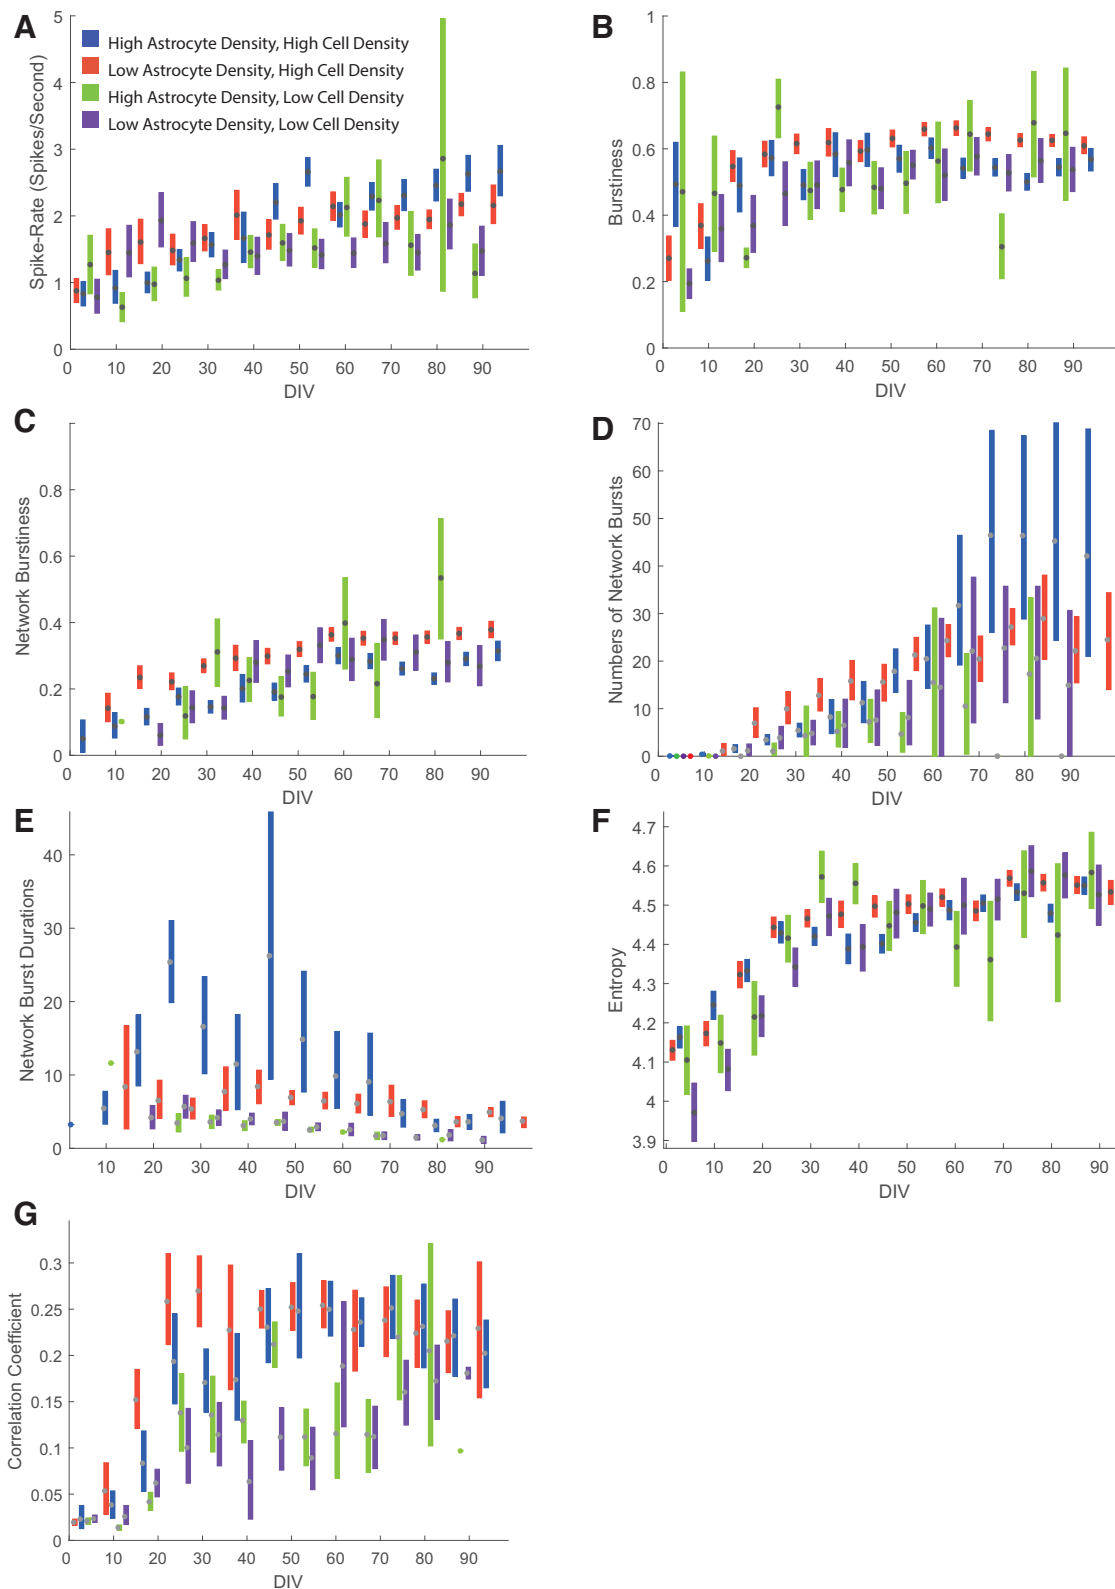 A
Spike-Rate (Spikes/Second)
5
4
3
2
1
0
High Astrocyte Density, High Cell Density
Low Astrocyte Density, High Cell Density
High Astrocyte Density, Low Cell Density
Low Astrocyte Density, Low Cell Density
0 10 20 30 40 50 60 70 80 90
DIV
B
Burstiness
1
0.8
0.6
0.4
0.2
0
0 10 20 30 40 50 60 70 80 90
DIV
C
Network Burstiness
0.8
0.6
0.4
0.2
0
0 10 20 30 40 50 60 70 80 90
DIV
D
Numbers of Network Bursts
70
60
50
40
30
20
10
0
0 10 20 30 40 50 60 70 80 90
DIV
E
Network Burst Durations
40
30
20
10
0
10 20 30 40 50 60 70 80 90
DIV
F
Entropy
4.7
4.6
4.5
4.4
4.3
4.2
4.1
4
3.9
0 10 20 30 40 50 60 70 80 90
DIV
G
Correlation Coefficient
0.3
0.25
0.2
0.15
0.1
0.05
0
0 10 20 30 40 50 60 70 80 90
DIV